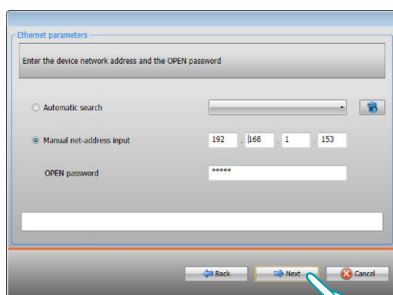 Ethernet parameters
Enter the device network address and the OPEN password
Automatic search
Manual net-address input 192 . 168 . 1 . 153
OPEN password *****
Back Next Cancel